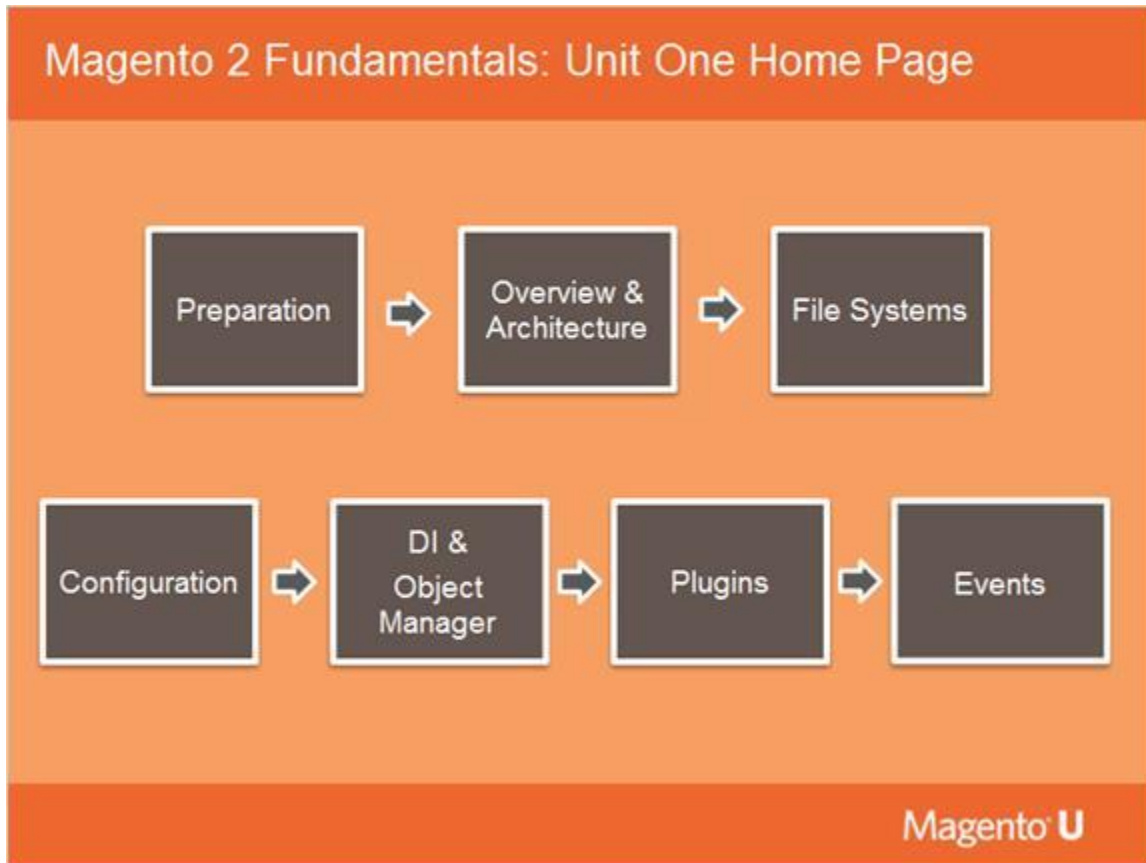 Magento 2 Fundamentals: Unit One Home Page
Preparation
Overview &
Architecture
File Systems
Configuration
DI &
Object
Manager
Plugins
Events
Magento U